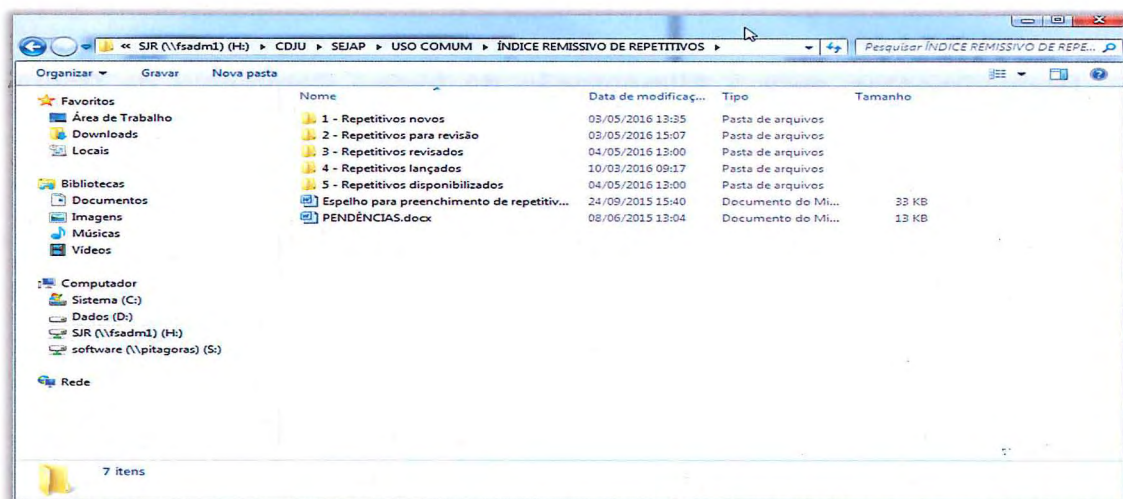 « SJR (\\fsadm1) (H:) ▸ CDJU ▸ SEJAP ▸ USO COMUM ▸ ÍNDICE REMISSIVO DE REPETITIVOS ▸ Pesquisar ÍNDICE REMISSIVO DE REPE...
Organizar Gravar Nova pasta
Favoritos
Área de Trabalho
Downloads
Locais
Bibliotecas
Documentos
Imagens
Músicas
Vídeos
Computador
Sistema (C:)
Dados (D:)
SJR (\\fsadm1) (H:)
software (\\pitagoras) (S:)
Rede
Nome Data de modificaç... Tipo Tamanho
1 - Repetitivos novos 03/05/2016 13:35 Pasta de arquivos
2 - Repetitivos para revisão 03/05/2016 15:07 Pasta de arquivos
3 - Repetitivos revisados 04/05/2016 13:00 Pasta de arquivos
4 - Repetitivos lançados 10/03/2016 09:17 Pasta de arquivos
5 - Repetitivos disponibilizados 04/05/2016 13:00 Pasta de arquivos
Espelho para preenchimento de repetitiv... 24/09/2015 15:40 Documento do Mi... 33 KB
PENDÊNCIAS.docx 08/06/2015 13:04 Documento do Mi... 13 KB
7 itens